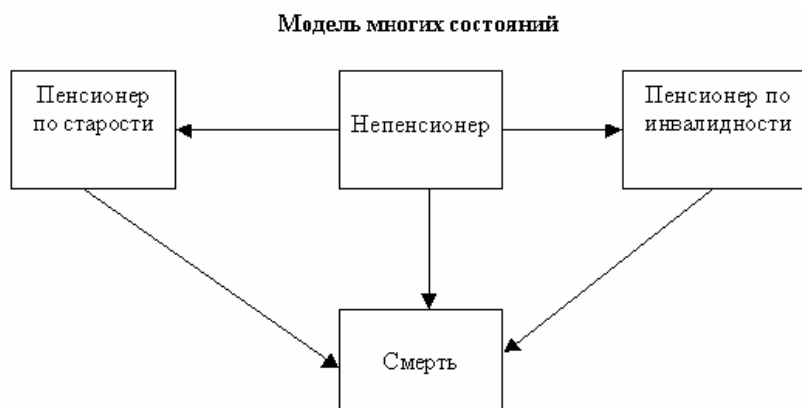 Модель многих состояний
Пенсионер
по старости
Непенсионер
Пенсионер по
инвалидности
Смерть